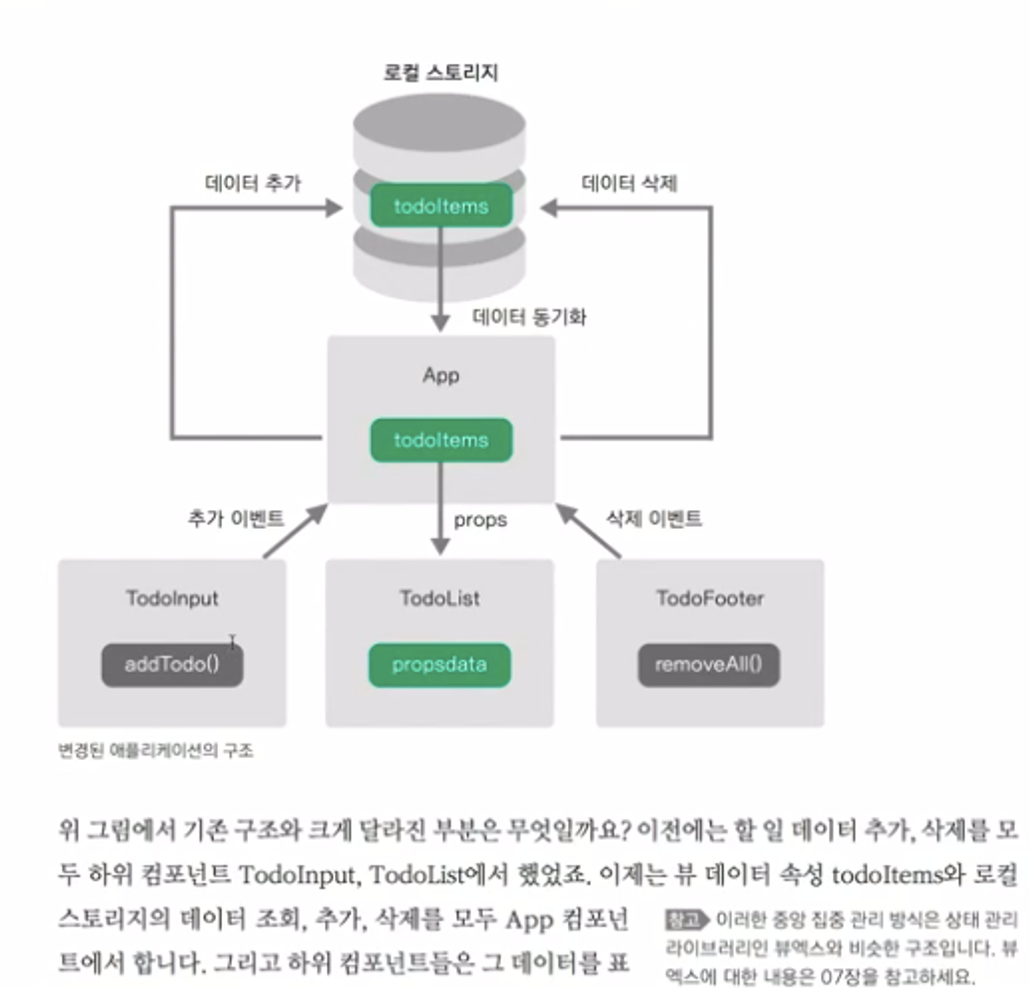 로컬 스토리지
데이터 추가
데이터 삭제
todoItems
데이터 동기화
App
todoItems
추가 이벤트
props
삭제 이벤트
TodoInput
TodoList
TodoFooter
addTodo()
propsdata
removeAll()
변경된 애플리케이션의 구조
위 그림에서 기존 구조와 크게 달라진 부분은 무엇일까요? 이전에는 할 일 데이터 추가, 삭제를 모
두 하위 컴포넌트 TodoInput, TodoList에서 했었죠. 이제는 뷰 데이터 속성 todoItems와 로컬
스토리지의 데이터 조회, 추가, 삭제를 모두 App 컴포넌
트에서 합니다. 그리고 하위 컴포넌트들은 그 데이터를 표
참고 이러한 중앙 집중 관리 방식은 상태 관리
라이브러리인 뷰엑스와 비슷한 구조입니다. 뷰
엑스에 대한 내용은 07장을 참고하세요.